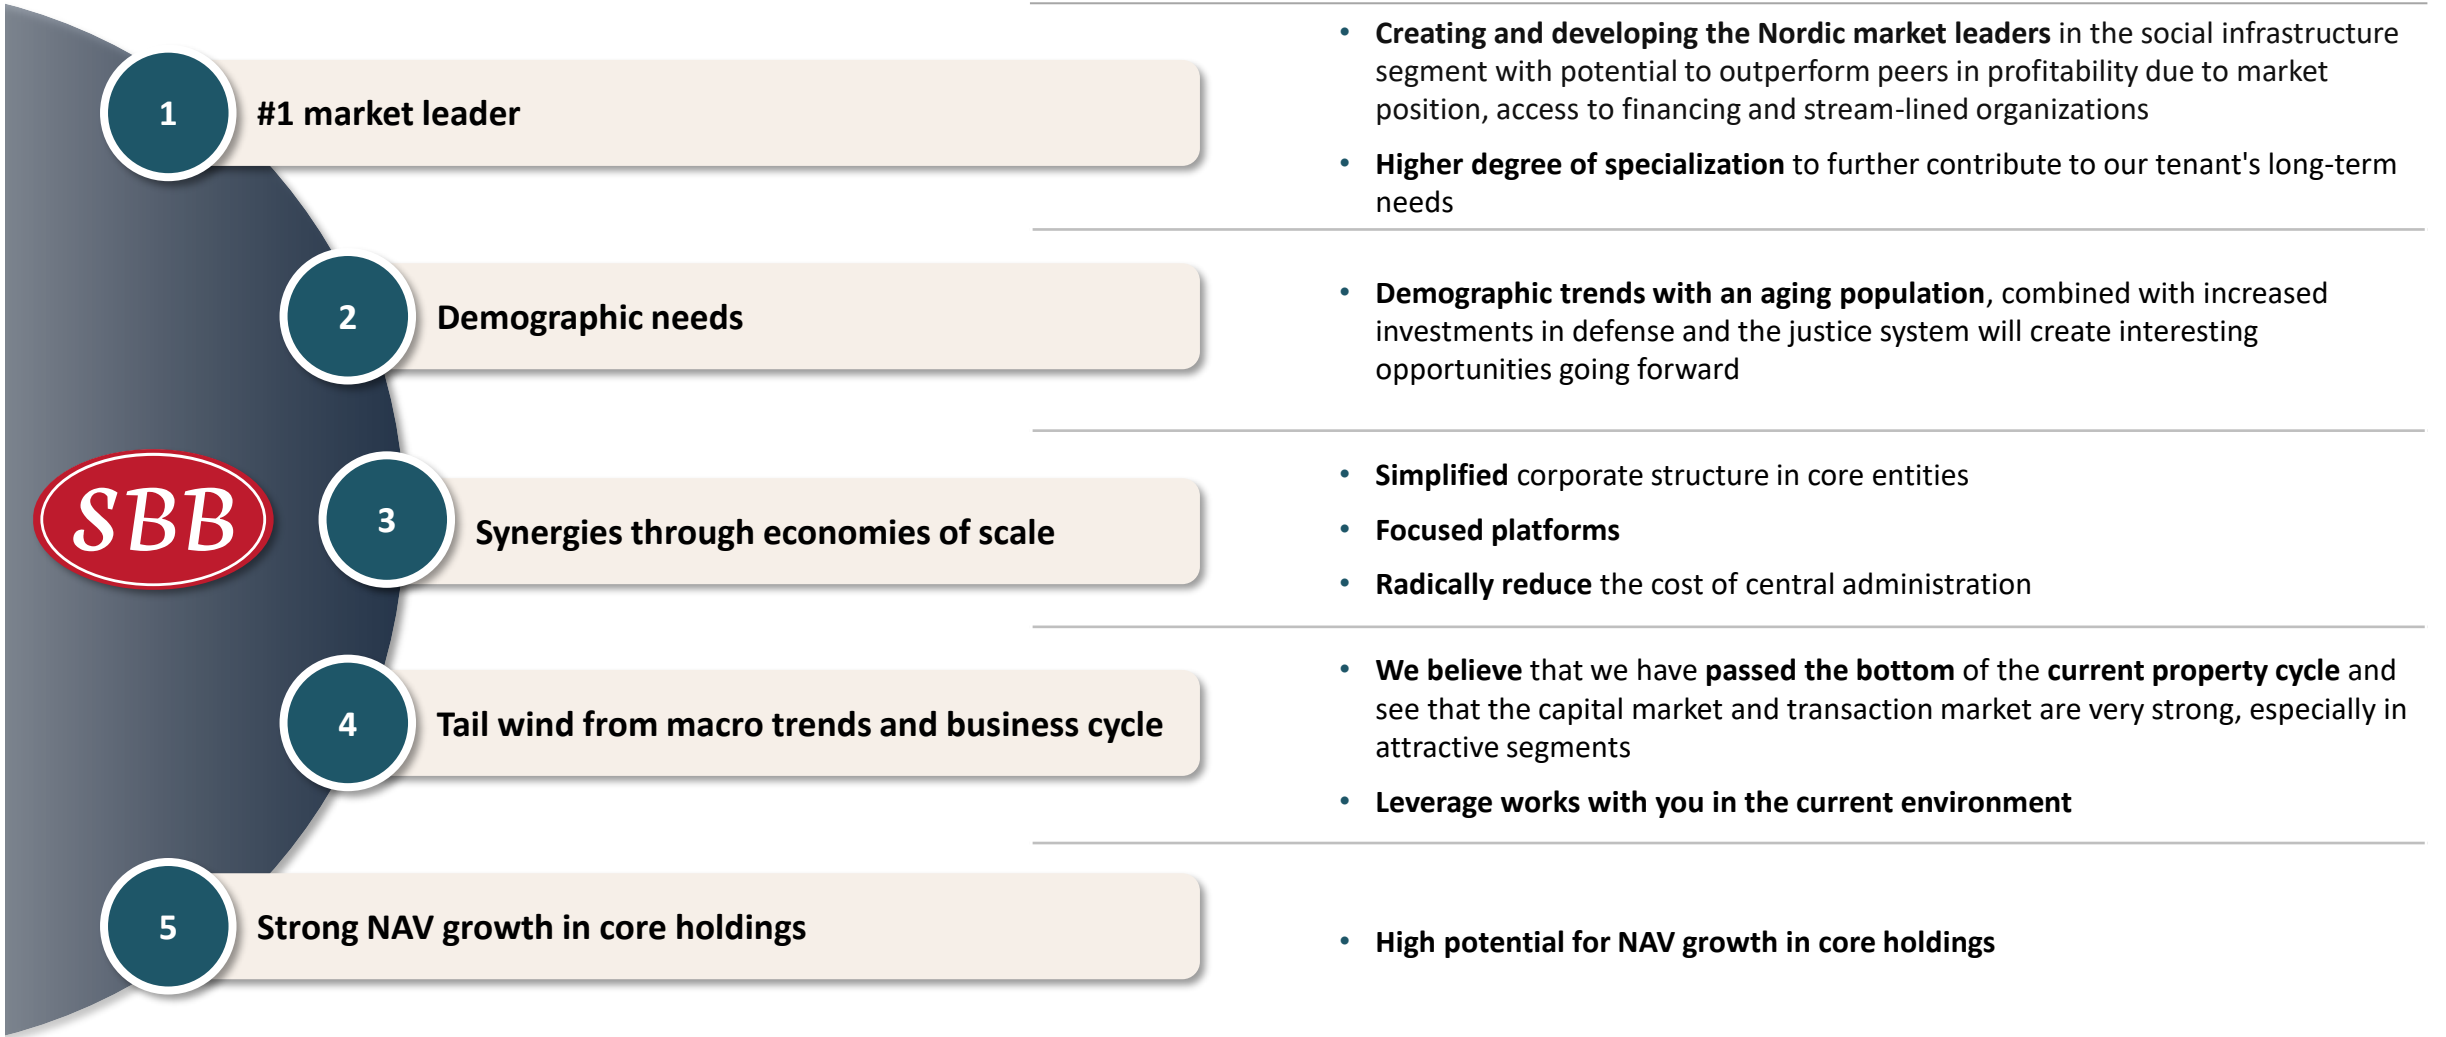 1
#1 market leader
• Creating and developing the Nordic market leaders in the social infrastructure
segment with potential to outperform peers in profitability due to market
position, access to financing and stream-lined organizations
• Higher degree of specialization to further contribute to our tenant's long-term
needs
2
Demographic needs
• Demographic trends with an aging population, combined with increased
investments in defense and the justice system will create interesting
opportunities going forward
SBB
3
Synergies through economies of scale
• Simplified corporate structure in core entities
• Focused platforms
• Radically reduce the cost of central administration
4
Tail wind from macro trends and business cycle
• We believe that we have passed the bottom of the current property cycle and
see that the capital market and transaction market are very strong, especially in
attractive segments
• Leverage works with you in the current environment
5
Strong NAV growth in core holdings
• High potential for NAV growth in core holdings